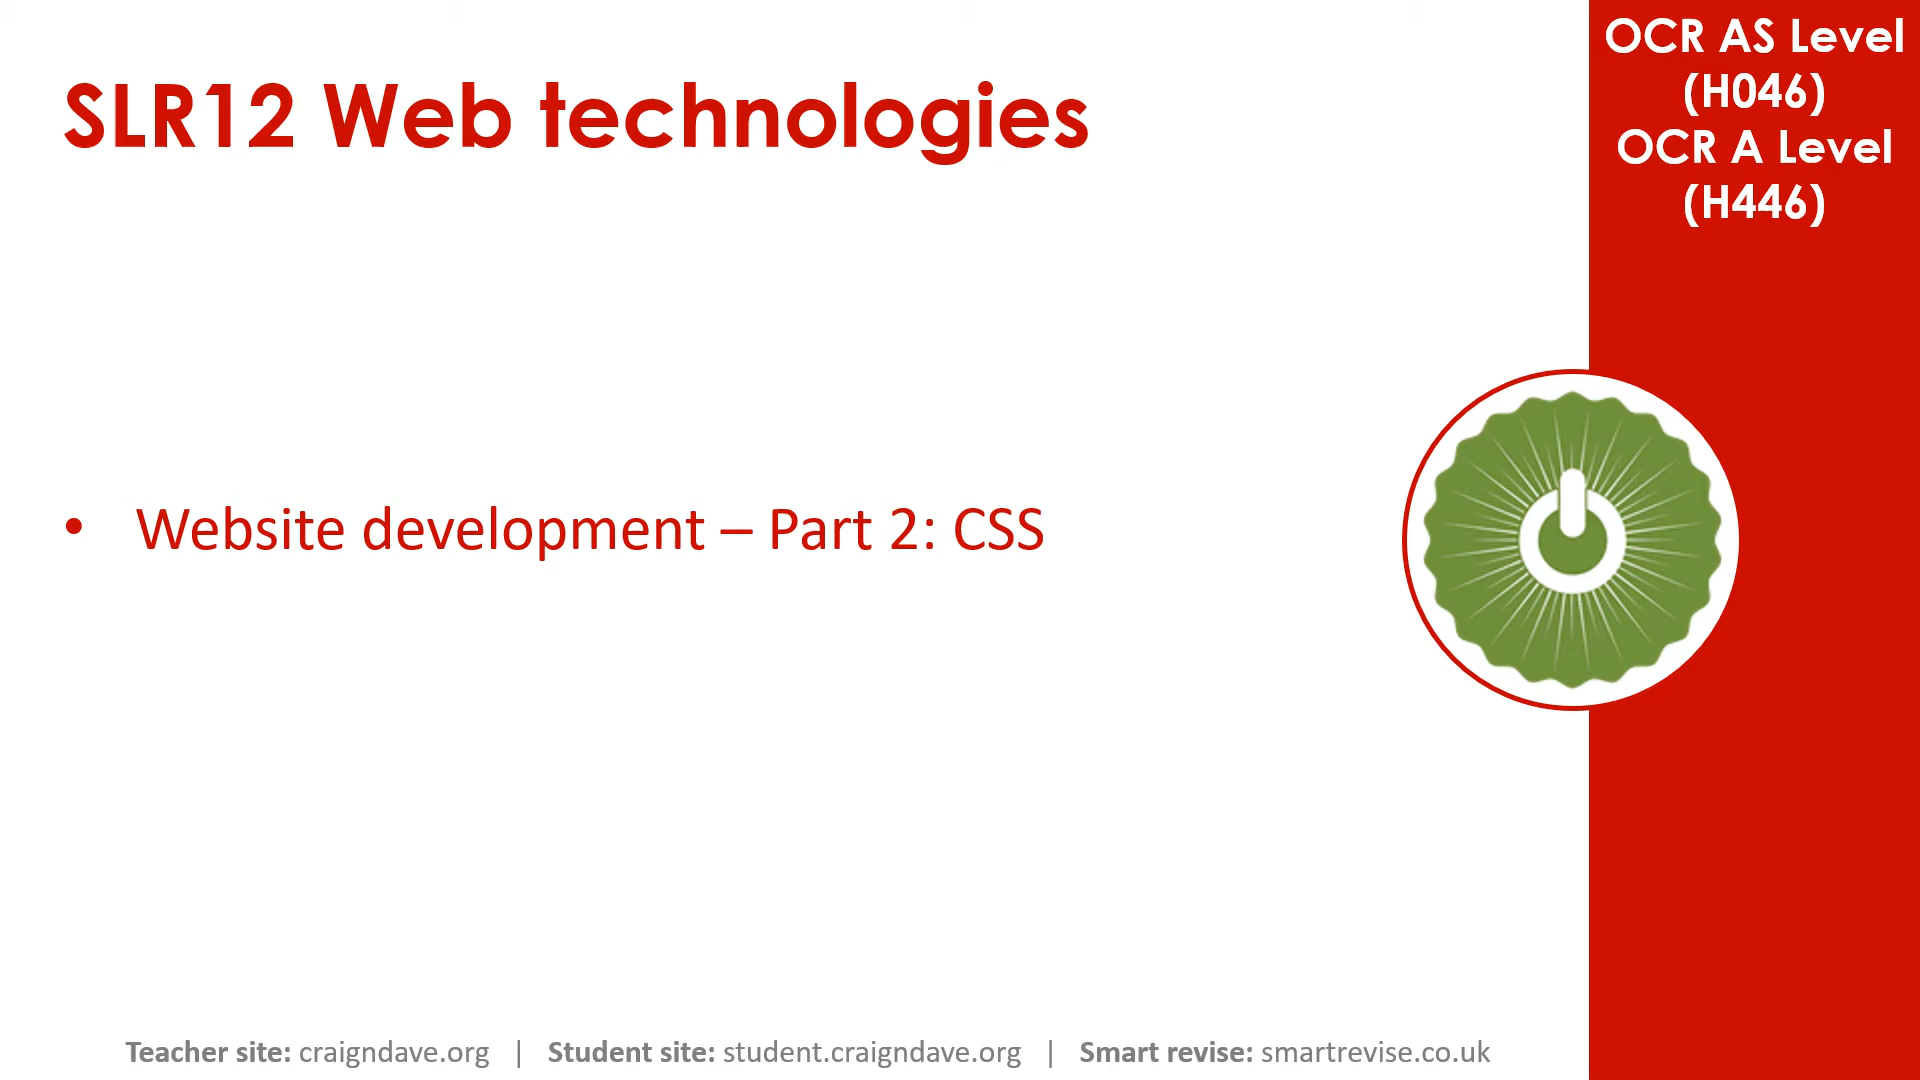 SLR12 Web technologies
OCR AS Level
(H046)
OCR A Level
(H446)
• Website development – Part 2: CSS
Teacher site: craigndave.org | Student site: student.craigndave.org | Smart revise: smartrevise.co.uk